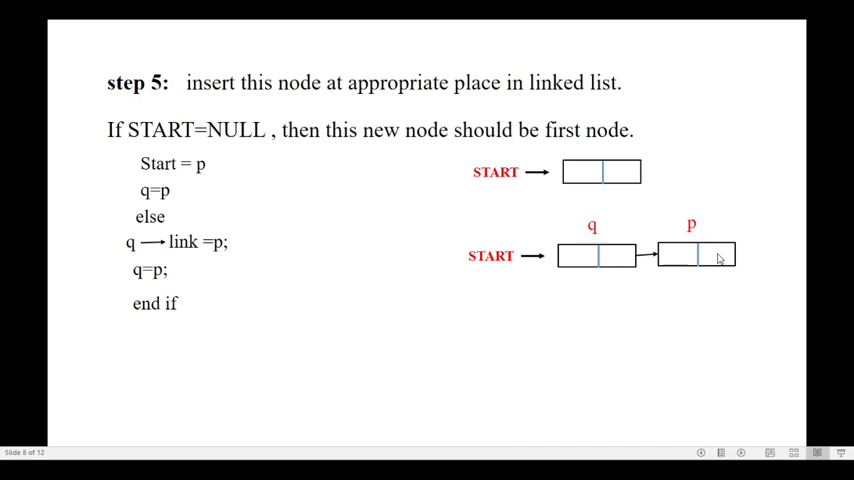 step 5: insert this node at appropriate place in linked list.
If START=NULL , then this new node should be first node.
Start = p
q=p
else
q → link =p;
q=p;
end if
START →
q p
START →
Slide 8 of 12